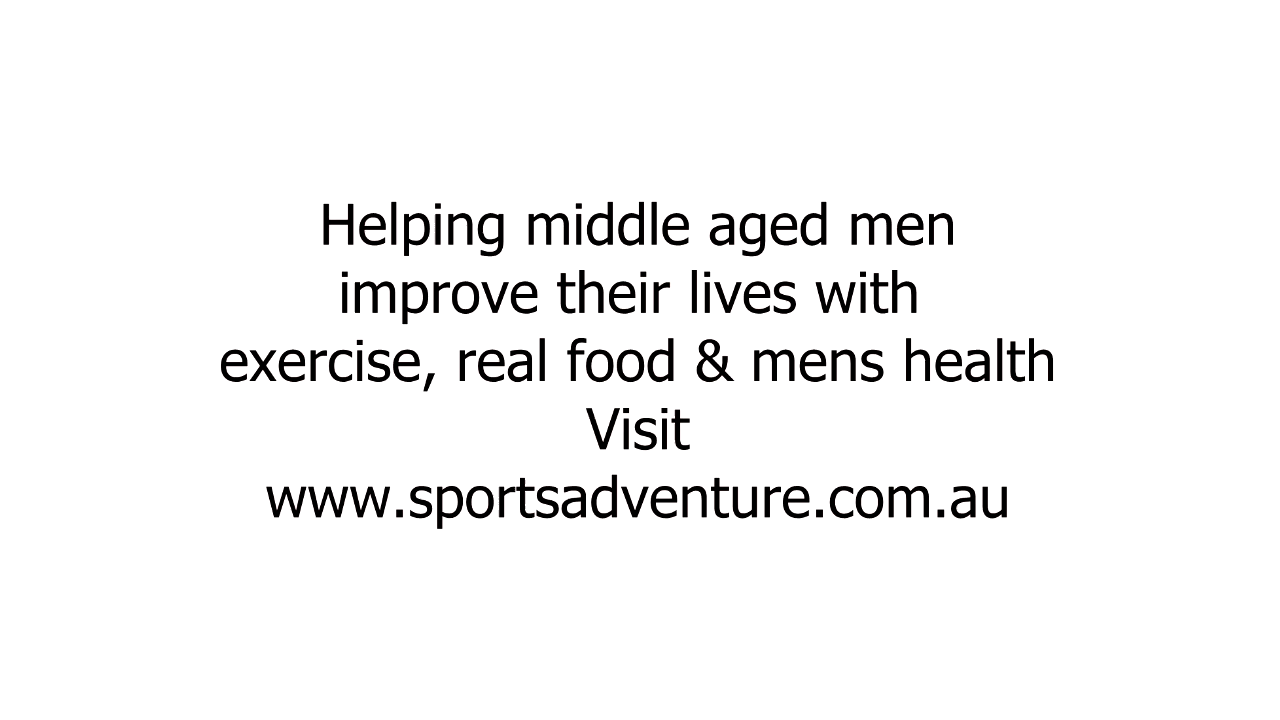 Helping middle aged men
improve their lives with
exercise, real food & mens health
Visit
www.sportsadventure.com.au